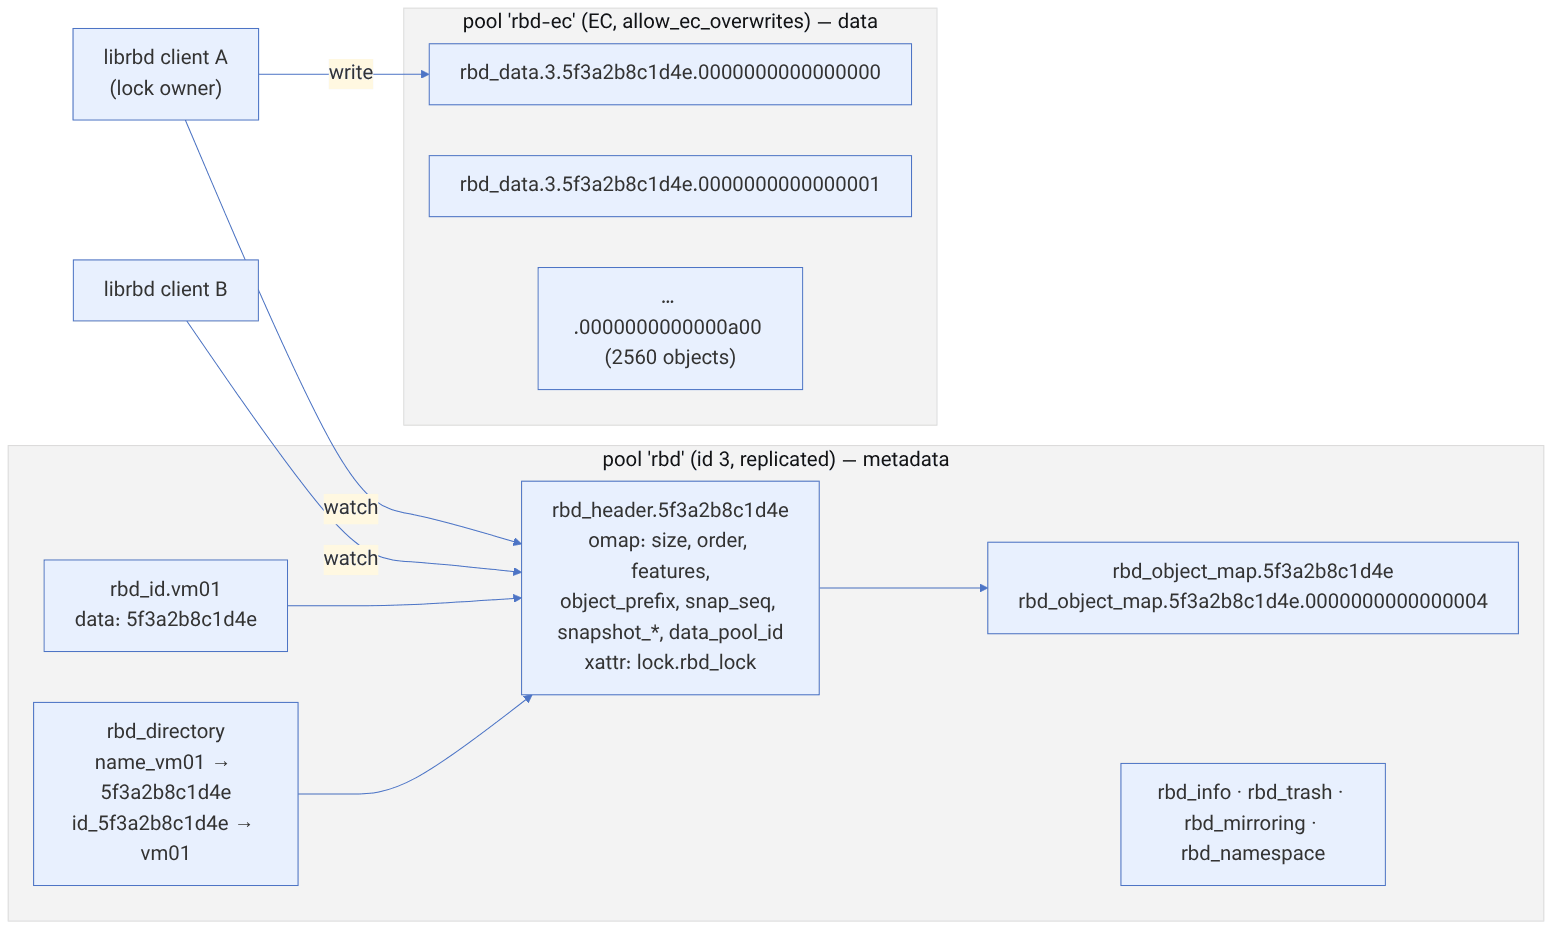 pool 'rbd-ec' (EC, allow_ec_overwrites) — data
librbd client A
(lock owner)
write
rbd_data.3.5f3a2b8c1d4e.0000000000000000
rbd_data.3.5f3a2b8c1d4e.0000000000000001
librbd client B
…
.0000000000000a00
(2560 objects)
pool 'rbd' (id 3, replicated) — metadata
watch
watch
rbd_header.5f3a2b8c1d4e
omap: size, order,
features,
object_prefix, snap_seq,
snapshot_*, data_pool_id
xattr: lock.rbd_lock
rbd_id.vm01
data: 5f3a2b8c1d4e
rbd_object_map.5f3a2b8c1d4e
rbd_object_map.5f3a2b8c1d4e.0000000000000004
rbd_directory
name_vm01 →
5f3a2b8c1d4e
id_5f3a2b8c1d4e →
vm01
rbd_info · rbd_trash ·
rbd_mirroring ·
rbd_namespace